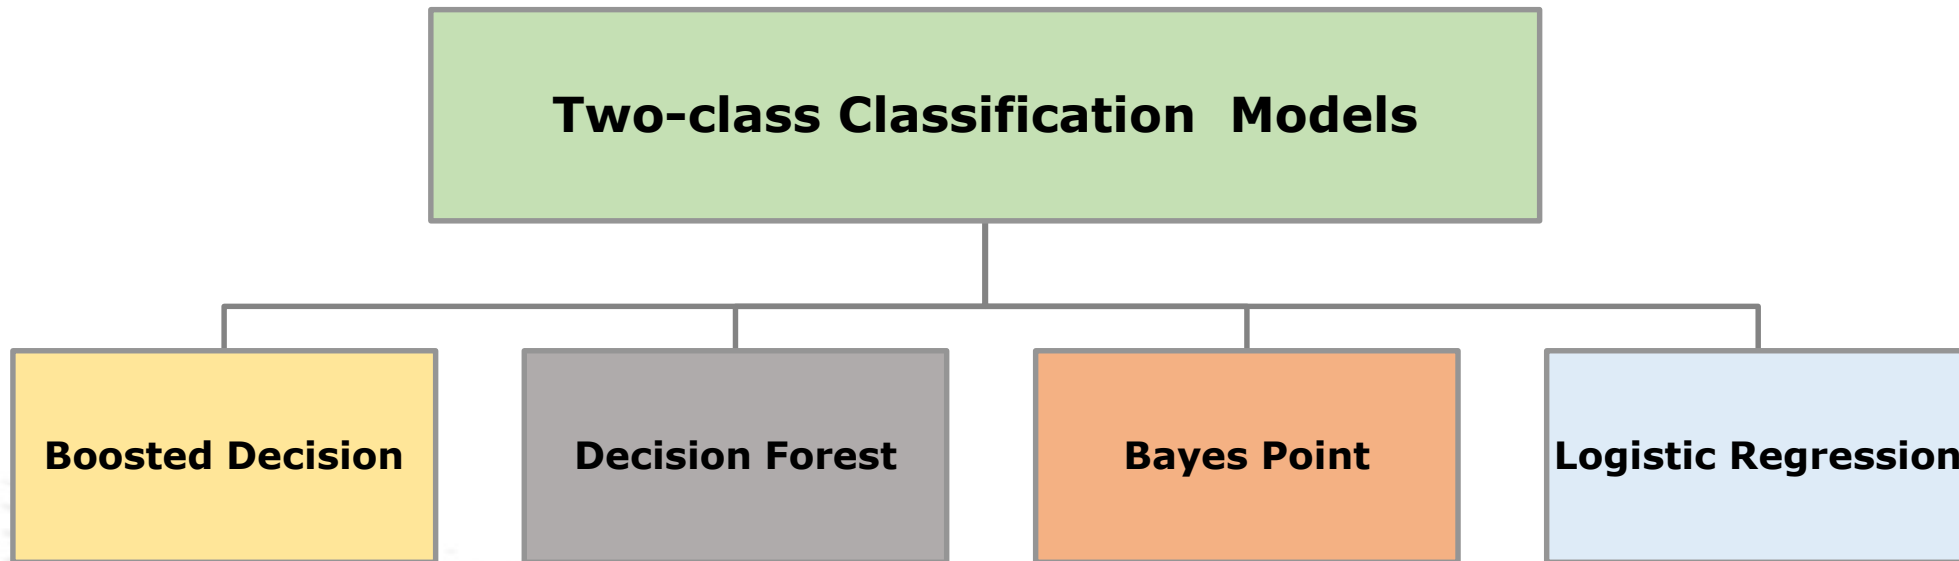 Two-class Classification  Models
Boosted Decision
Decision Forest
Bayes Point
Logistic Regression